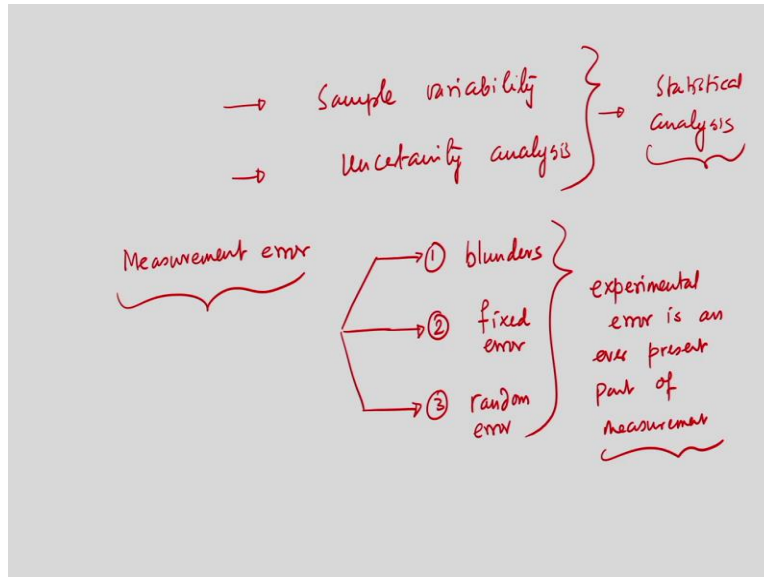 → Sample variability
→ Uncertainity analysis
→ Statistical
analysis
Measurement error
① blunders
② fixed
error
③ random
error
experimental
error is an
ever present
part of
measurement